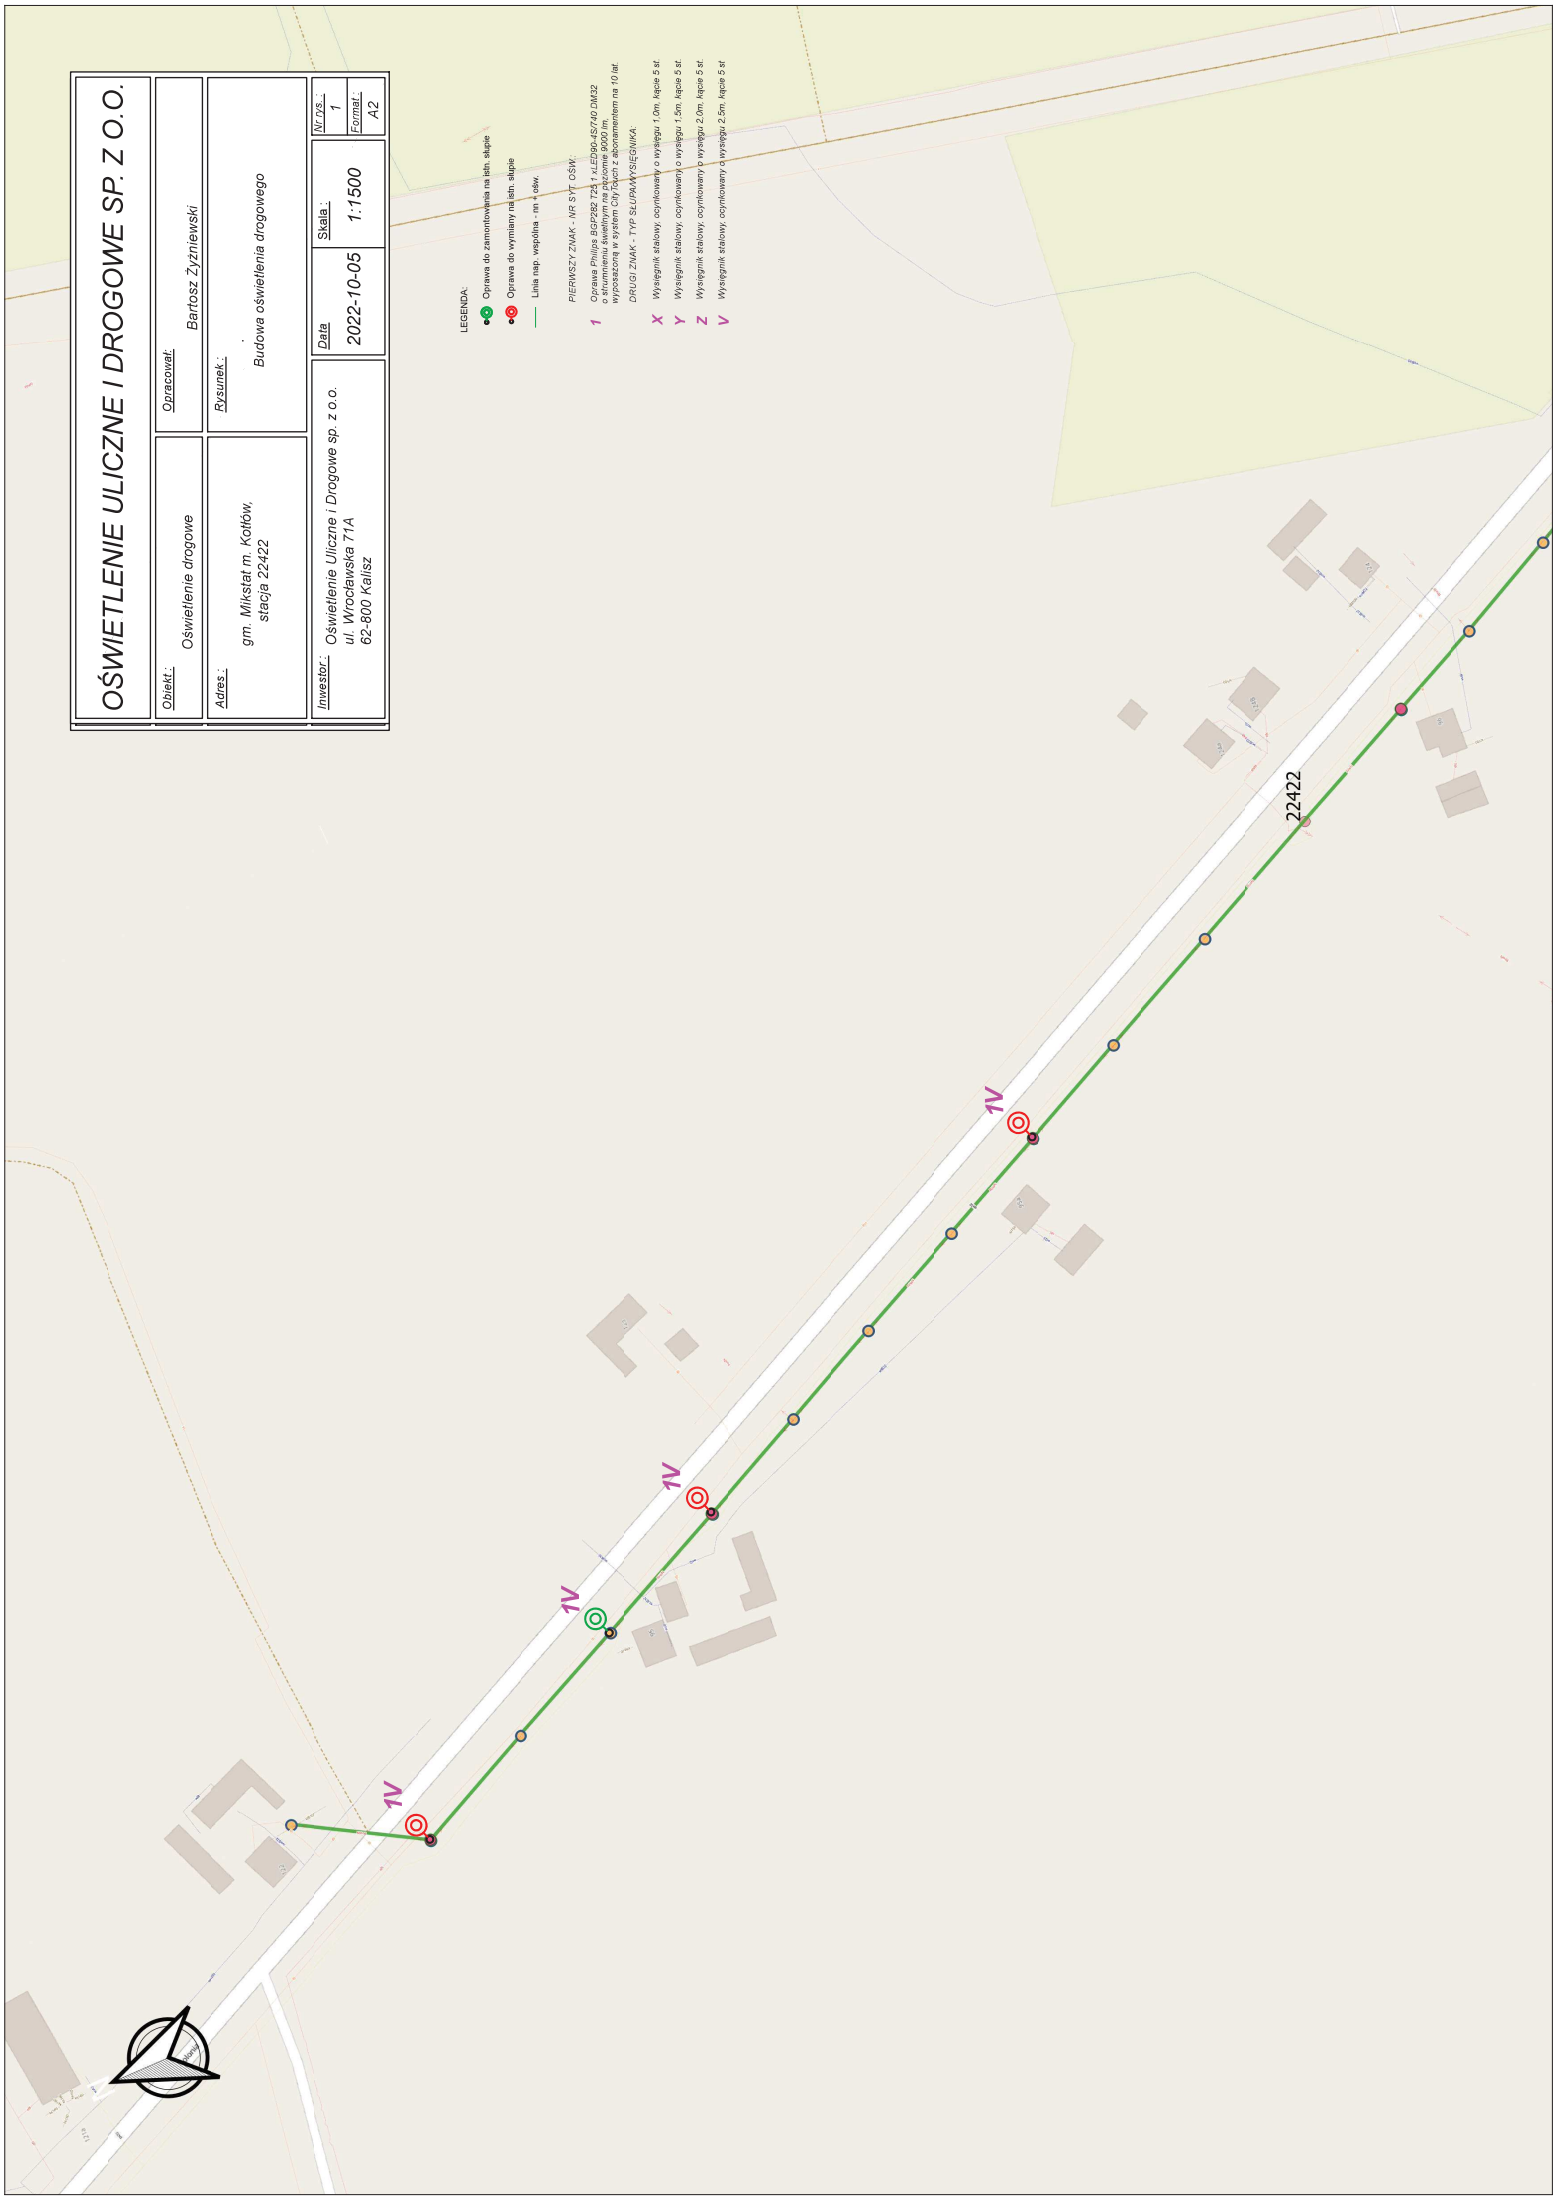 OŚWIETLENIE ULICZNE I DROGOWE SP. Z O.O.
Obiekt :
Oświetlenie drogowe
Opracował:
Bartosz Żyźniewski
Adres :
gm. Mikstat m. Kotłów,
stacja 22422
Rysunek :
Budowa oświetlenia drogowego
Inwestor :
Oświetlenie Uliczne i Drogowe sp. z o.o.
ul. Wrocławska 71A
62-800 Kalisz
Data
2022-10-05
Skala :
1:1500
Nr rys. :
1
Format :
A2
LEGENDA:
Oprawa do zamontowania na istn. słupie
Oprawa do wymiany na istn. słupie
Linia nap. wspólna - nn + ośw.
PIERWSZY ZNAK - NR SYT. OŚW.:
1 Oprawa Philips BGP282 T25 1 xLED90-4S/740 DM32
o strumieniu świetlnym na poziomie 9000 lm,
wyposażoną w system CityTouch z abonamentem na 10 lat.
DRUGI ZNAK - TYP SŁUPA/WYSIĘGNIKA:
X Wysięgnik stalowy, ocynkowany o wysięgu 1,0m, kącie 5 st.
Y Wysięgnik stalowy, ocynkowany o wysięgu 1,5m, kącie 5 st.
Z Wysięgnik stalowy, ocynkowany o wysięgu 2,0m, kącie 5 st.
V Wysięgnik stalowy, ocynkowany o wysięgu 2,5m, kącie 5 st
22422
1V
1V
1V
1V